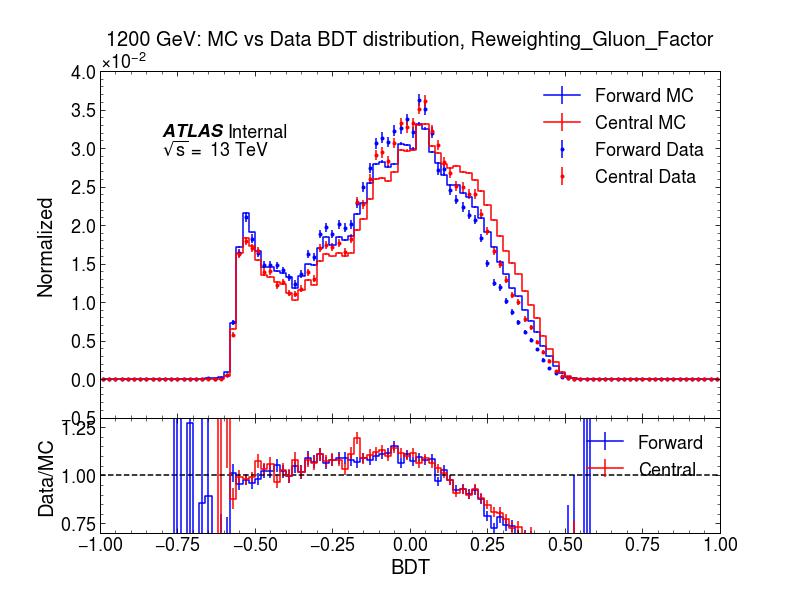 1200 GeV: MC vs Data BDT distribution, Reweighting_Gluon_Factor
×10⁻²
4.0
3.5
3.0
2.5
2.0
1.5
1.0
0.5
0.0
−0.5
Normalized
ATLAS Internal
√s = 13 TeV
Forward MC
Central MC
Forward Data
Central Data
1.25
1.00
0.75
Data/MC
Forward
Central
−1.00 −0.75 −0.50 −0.25 0.00 0.25 0.50 0.75 1.00
BDT